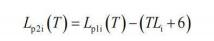 L_{p2i}(T) = L_{p1i}(T) − (TL_i + 6)